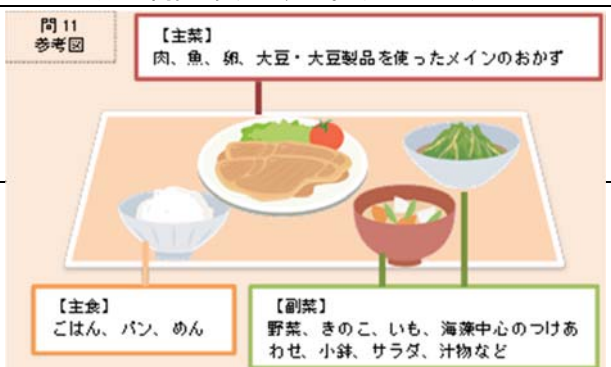 問 11
参考図
【主菜】
肉、魚、卵、大豆・大豆製品を使ったメインのおかず
【主食】
ごはん、パン、めん
【副菜】
野菜、きのこ、いも、海藻中心のつけあ
わせ、小鉢、サラダ、汁物など